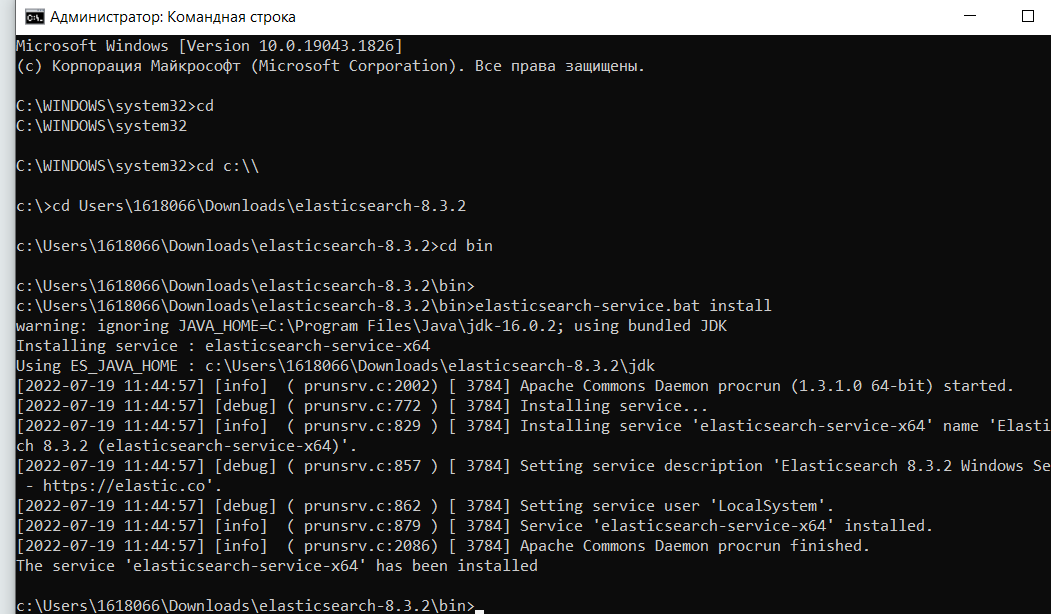 Администратор: Командная строка
Microsoft Windows [Version 10.0.19043.1826]
(c) Корпорация Майкрософт (Microsoft Corporation). Все права защищены.
C:\WINDOWS\system32>cd
C:\WINDOWS\system32
C:\WINDOWS\system32>cd c:\\
c:\>cd Users\1618066\Downloads\elasticsearch-8.3.2
c:\Users\1618066\Downloads\elasticsearch-8.3.2>cd bin
c:\Users\1618066\Downloads\elasticsearch-8.3.2\bin>
c:\Users\1618066\Downloads\elasticsearch-8.3.2\bin>elasticsearch-service.bat install
warning: ignoring JAVA_HOME=C:\Program Files\Java\jdk-16.0.2; using bundled JDK
Installing service : elasticsearch-service-x64
Using ES_JAVA_HOME : c:\Users\1618066\Downloads\elasticsearch-8.3.2\jdk
[2022-07-19 11:44:57] [info]  ( prunsrv.c:2002) [ 3784] Apache Commons Daemon procrun (1.3.1.0 64-bit) started.
[2022-07-19 11:44:57] [debug] ( prunsrv.c:772 ) [ 3784] Installing service...
[2022-07-19 11:44:57] [info]  ( prunsrv.c:829 ) [ 3784] Installing service 'elasticsearch-service-x64' name 'Elasti
ch 8.3.2 (elasticsearch-service-x64)'.
[2022-07-19 11:44:57] [debug] ( prunsrv.c:857 ) [ 3784] Setting service description 'Elasticsearch 8.3.2 Windows Se
- https://elastic.co'.
[2022-07-19 11:44:57] [debug] ( prunsrv.c:862 ) [ 3784] Setting service user 'LocalSystem'.
[2022-07-19 11:44:57] [info]  ( prunsrv.c:879 ) [ 3784] Service 'elasticsearch-service-x64' installed.
[2022-07-19 11:44:57] [info]  ( prunsrv.c:2086) [ 3784] Apache Commons Daemon procrun finished.
The service 'elasticsearch-service-x64' has been installed
c:\Users\1618066\Downloads\elasticsearch-8.3.2\bin>